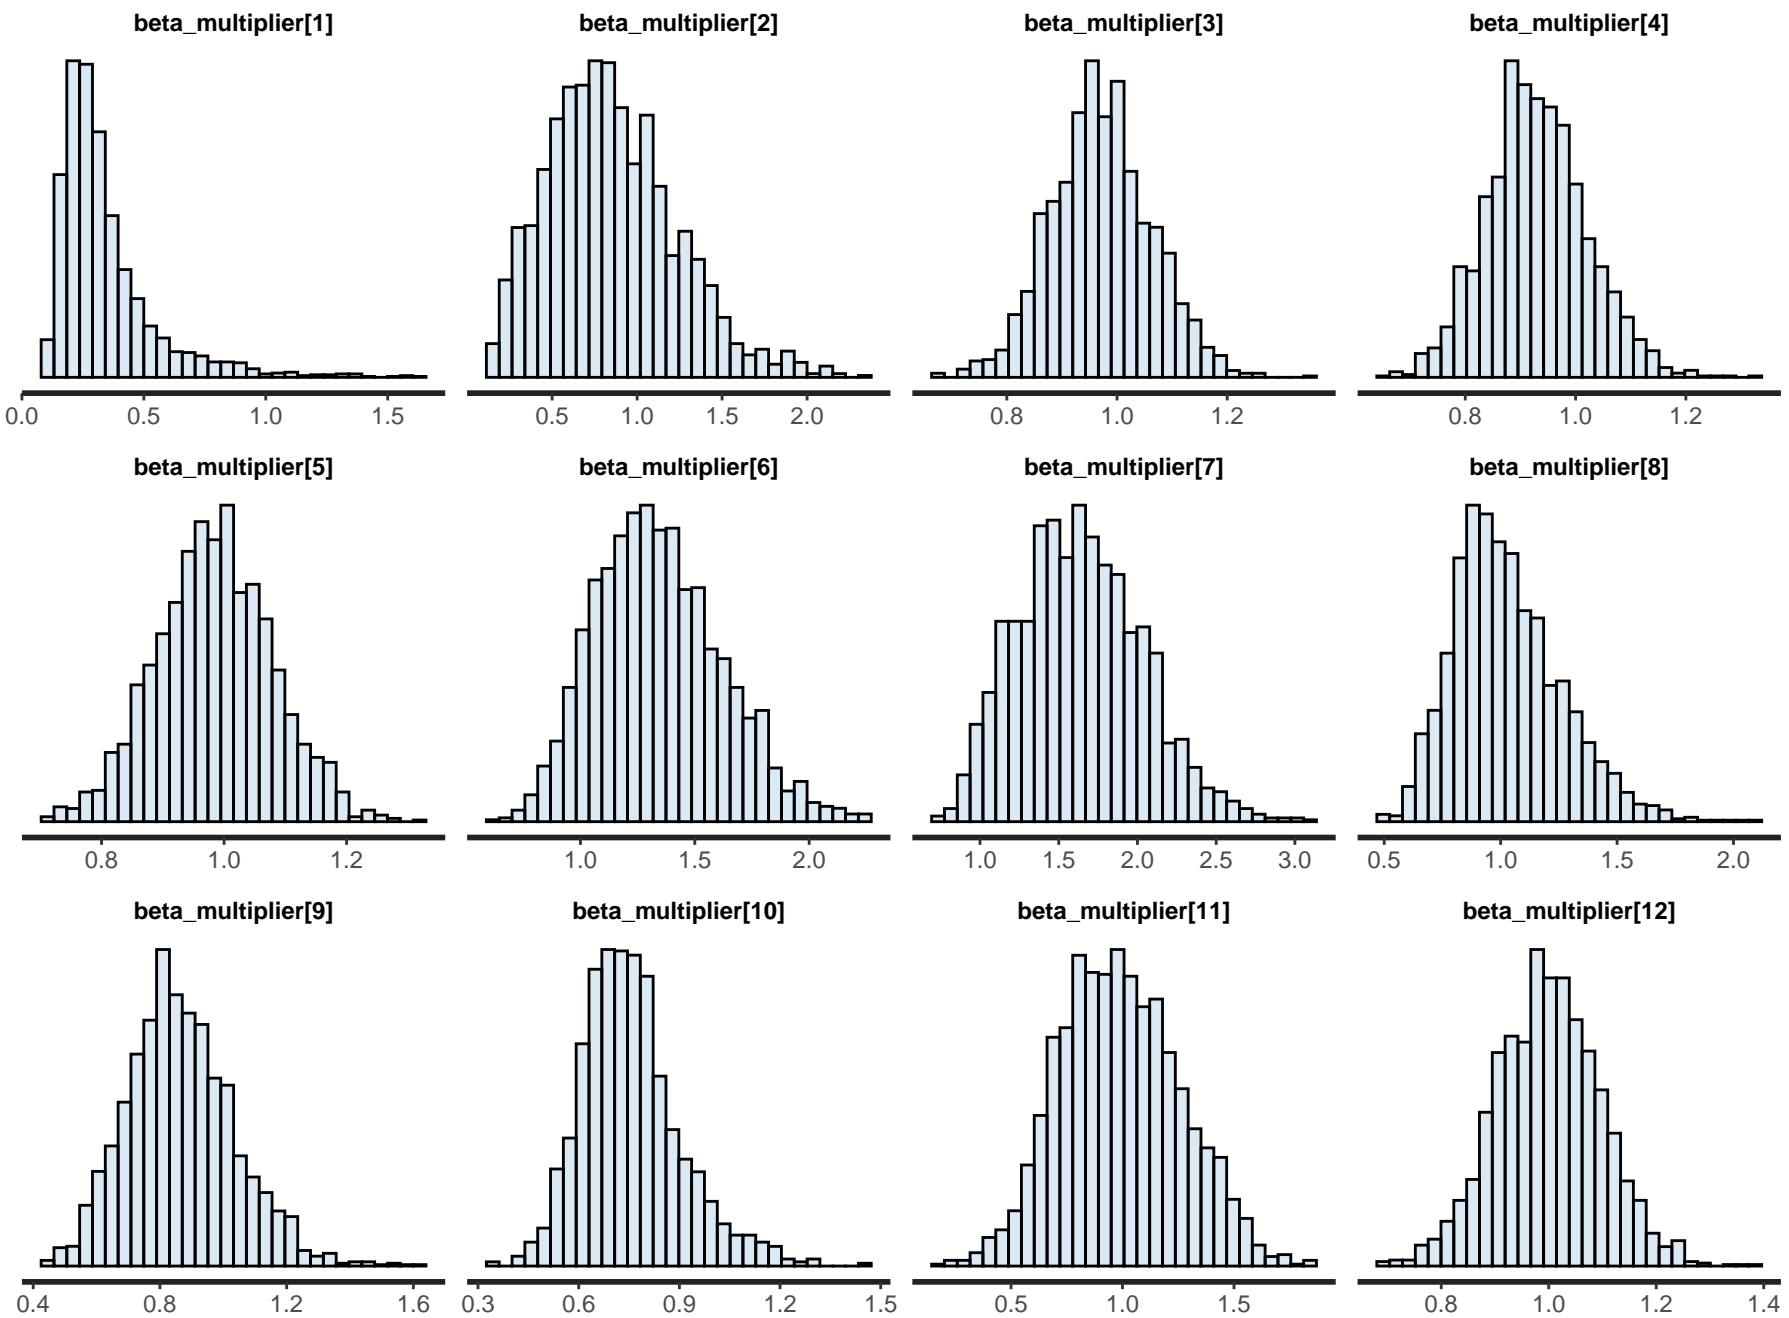 beta_multiplier[1] beta_multiplier[2] beta_multiplier[3] beta_multiplier[4]
0.0 0.5 1.0 1.5 0.5 1.0 1.5 2.0 0.8 1.0 1.2 0.8 1.0 1.2
beta_multiplier[5] beta_multiplier[6] beta_multiplier[7] beta_multiplier[8]
0.8 1.0 1.2 1.0 1.5 2.0 1.0 1.5 2.0 2.5 3.0 0.5 1.0 1.5 2.0
beta_multiplier[9] beta_multiplier[10] beta_multiplier[11] beta_multiplier[12]
0.4 0.8 1.2 1.6 0.3 0.6 0.9 1.2 1.5 0.5 1.0 1.5 0.8 1.0 1.2 1.4